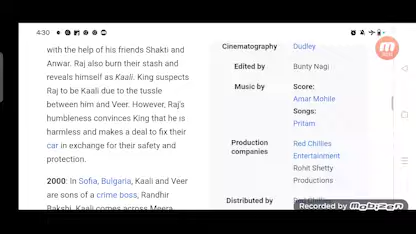 4:30
with the help of his friends Shakti and
Anwar. Raj also burn their stash and
reveals himself as Kaali. King suspects
Raj to be Kaali due to the tussle
between him and Veer. However, Raj's
humbleness convinces King that he is
harmless and makes a deal to fix their
car in exchange for their safety and
protection.
2000: In Sofia, Bulgaria, Kaali and Veer
are sons of a crime boss, Randhir
Bakshi. Kaali comes across Meera
Cinematography Dudley
Edited by Bunty Nagi
Music by Score:
Amar Mohile
Songs:
Pritam
Production
companies
Red Chillies
Entertainment
Rohit Shetty
Productions
Distributed by
Recorded by mobizen